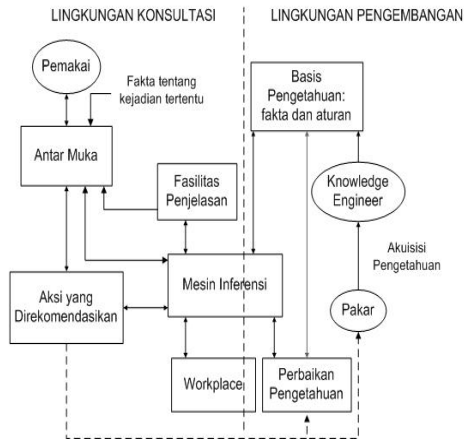 LINGKUNGAN KONSULTASI
LINGKUNGAN PENGEMBANGAN
Pemakai
Fakta tentang
kejadian tertentu
Basis
Pengetahuan:
fakta dan aturan
Antar Muka
Fasilitas
Penjelasan
Knowledge
Engineer
Akuisisi
Pengetahuan
Mesin Inferensi
Aksi yang
Direkomendasikan
Pakar
Workplace
Perbaikan
Pengetahuan